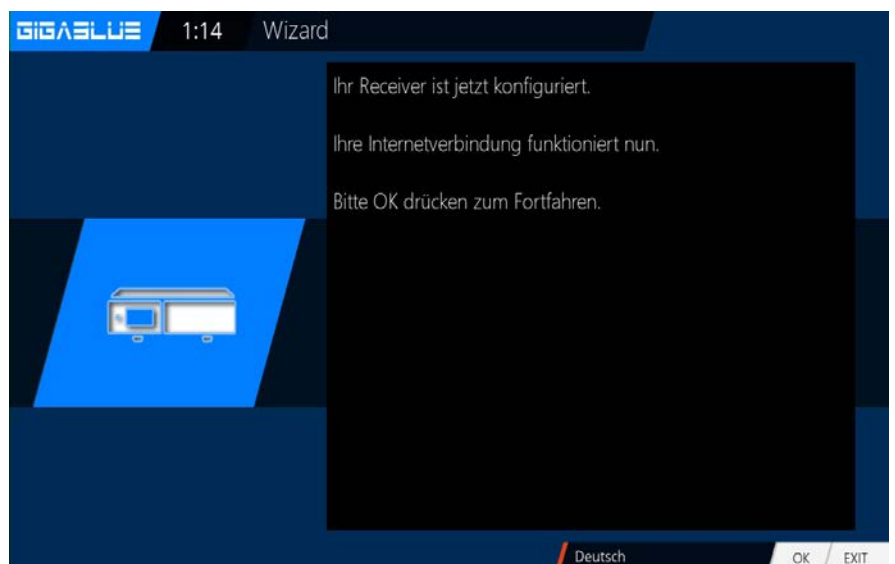 GIGABLUE 1:14 Wizard
Ihr Receiver ist jetzt konfiguriert.
Ihre Internetverbindung funktioniert nun.
Bitte OK drücken zum Fortfahren.
Deutsch OK EXIT